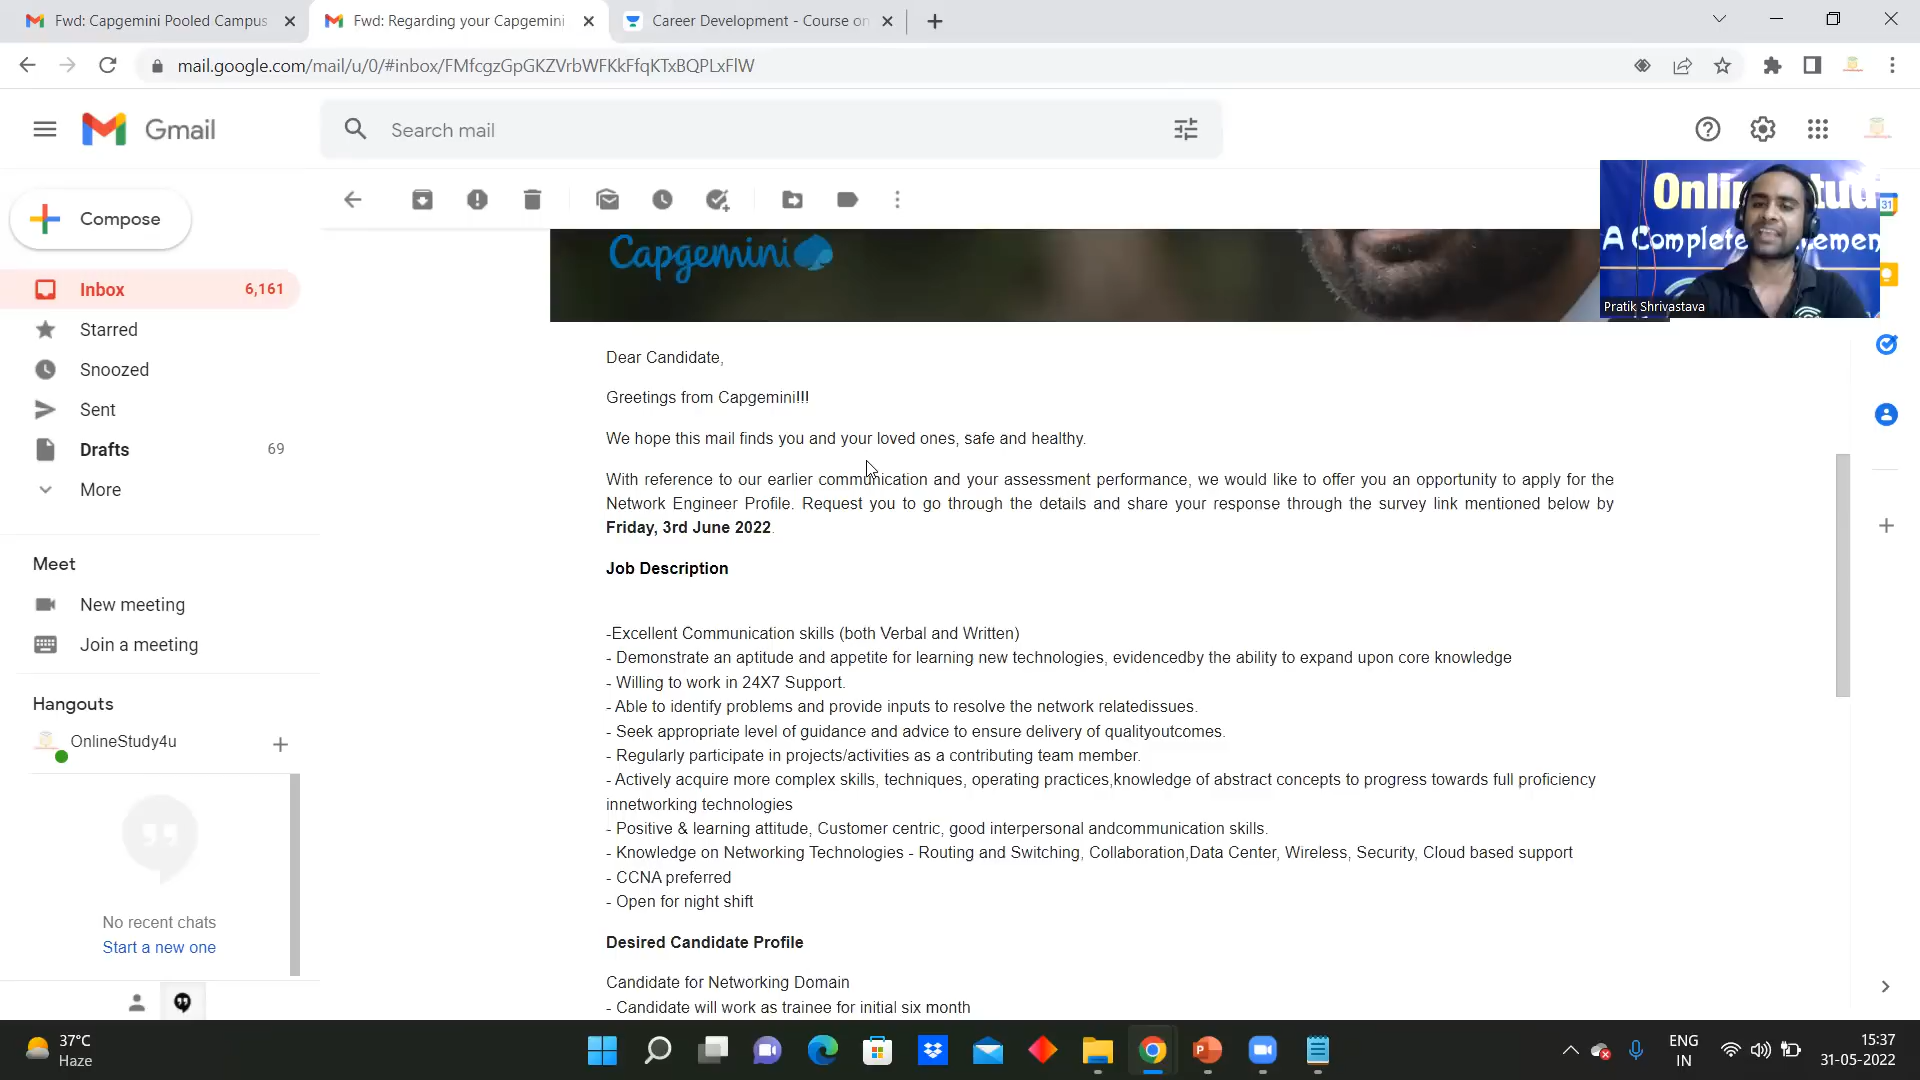 Fwd: Capgemini Pooled Campus
Fwd: Regarding your Capgemini
Career Development - Course on
mail.google.com/mail/u/0/#inbox/FMfcgzGpGKZVrbWFKkFfqKTxBQPLxFlW
Gmail
Search mail
Compose
Inbox 6,161
Starred
Snoozed
Sent
Drafts 69
More
Meet
New meeting
Join a meeting
Hangouts
OnlineStudy4u
No recent chats
Start a new one
Capgemini
Dear Candidate,
Greetings from Capgemini!!!
We hope this mail finds you and your loved ones, safe and healthy.
With reference to our earlier communication and your assessment performance, we would like to offer you an opportunity to apply for the
Network Engineer Profile. Request you to go through the details and share your response through the survey link mentioned below by
Friday, 3rd June 2022.
Job Description
-Excellent Communication skills (both Verbal and Written)
- Demonstrate an aptitude and appetite for learning new technologies, evidencedby the ability to expand upon core knowledge
- Willing to work in 24X7 Support.
- Able to identify problems and provide inputs to resolve the network relatedissues.
- Seek appropriate level of guidance and advice to ensure delivery of qualityoutcomes.
- Regularly participate in projects/activities as a contributing team member.
- Actively acquire more complex skills, techniques, operating practices,knowledge of abstract concepts to progress towards full proficiency
innetworking technologies
- Positive & learning attitude, Customer centric, good interpersonal andcommunication skills.
- Knowledge on Networking Technologies - Routing and Switching, Collaboration,Data Center, Wireless, Security, Cloud based support
- CCNA preferred
- Open for night shift
Desired Candidate Profile
Candidate for Networking Domain
- Candidate will work as trainee for initial six month
A Complete
Pratik Shrivastava
31
37°C
Haze
ENG
IN
15:37
31-05-2022